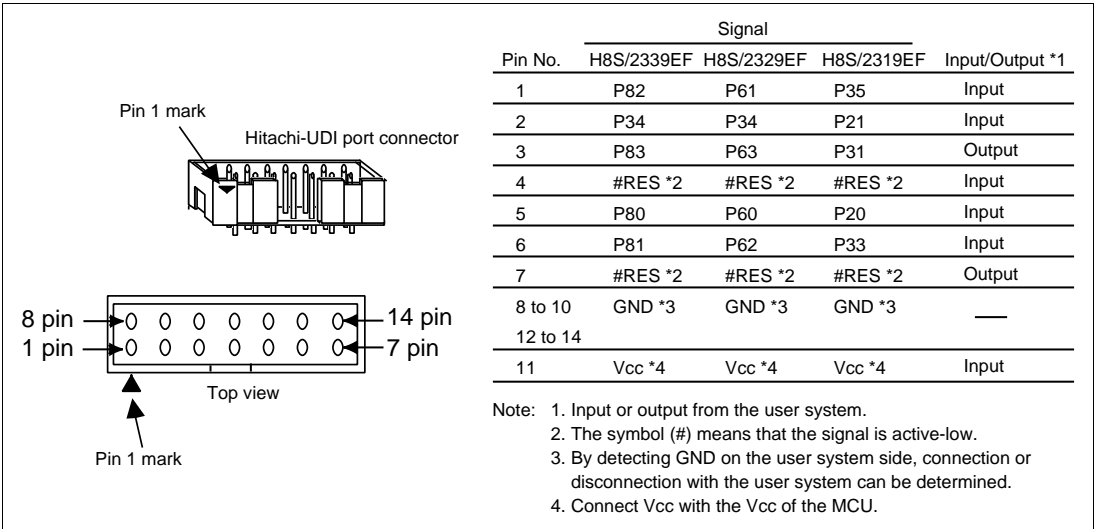 Pin 1 mark
Hitachi-UDI port connector
8 pin
14 pin
1 pin
7 pin
Top view
Pin 1 mark
Signal
Pin No. H8S/2339EF H8S/2329EF H8S/2319EF Input/Output *1
1 P82 P61 P35 Input
2 P34 P34 P21 Input
3 P83 P63 P31 Output
4 #RES *2 #RES *2 #RES *2 Input
5 P80 P60 P20 Input
6 P81 P62 P33 Input
7 #RES *2 #RES *2 #RES *2 Output
8 to 10 GND *3 GND *3 GND *3 —
12 to 14
11 Vcc *4 Vcc *4 Vcc *4 Input
Note: 1. Input or output from the user system.
2. The symbol (#) means that the signal is active-low.
3. By detecting GND on the user system side, connection or
disconnection with the user system can be determined.
4. Connect Vcc with the Vcc of the MCU.